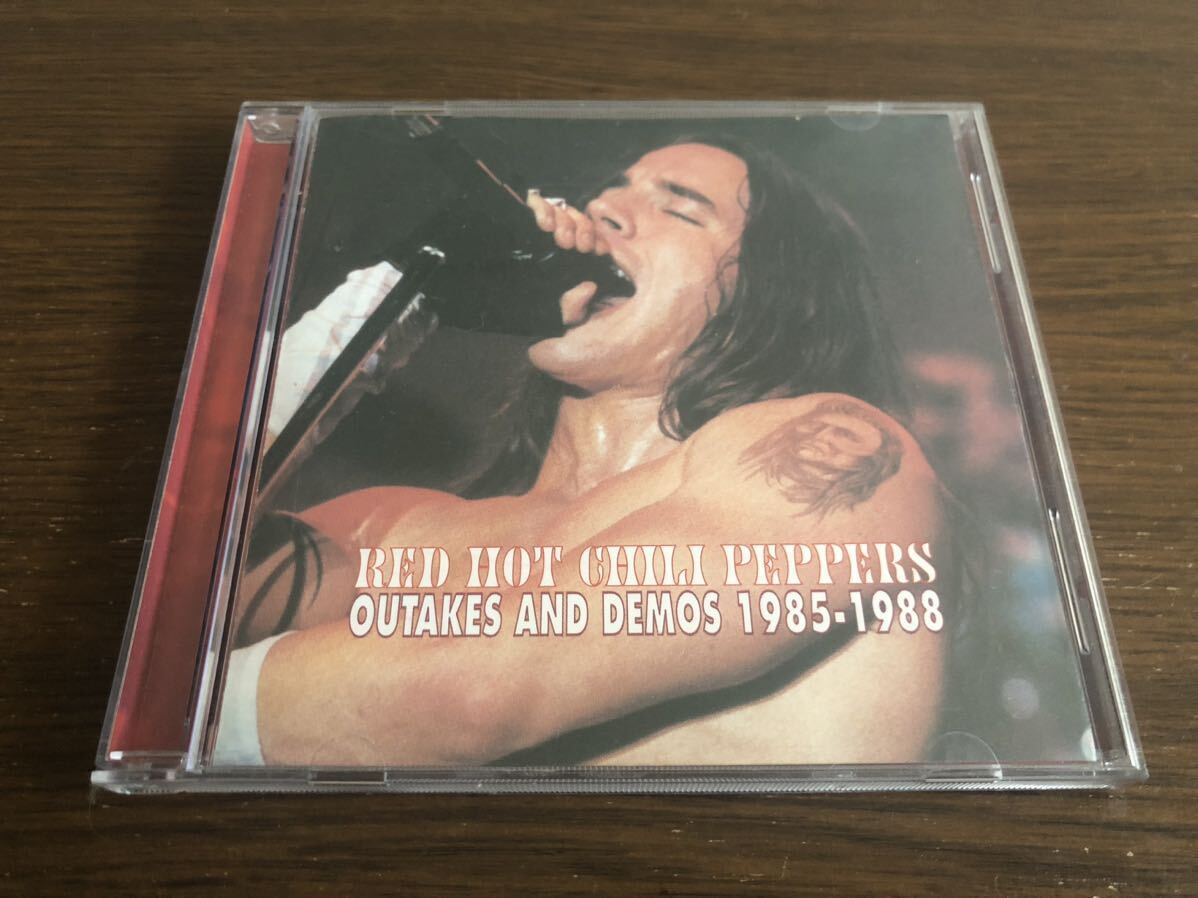 RED HOT CHILI PEPPERS
OUTAKES AND DEMOS 1985-1988